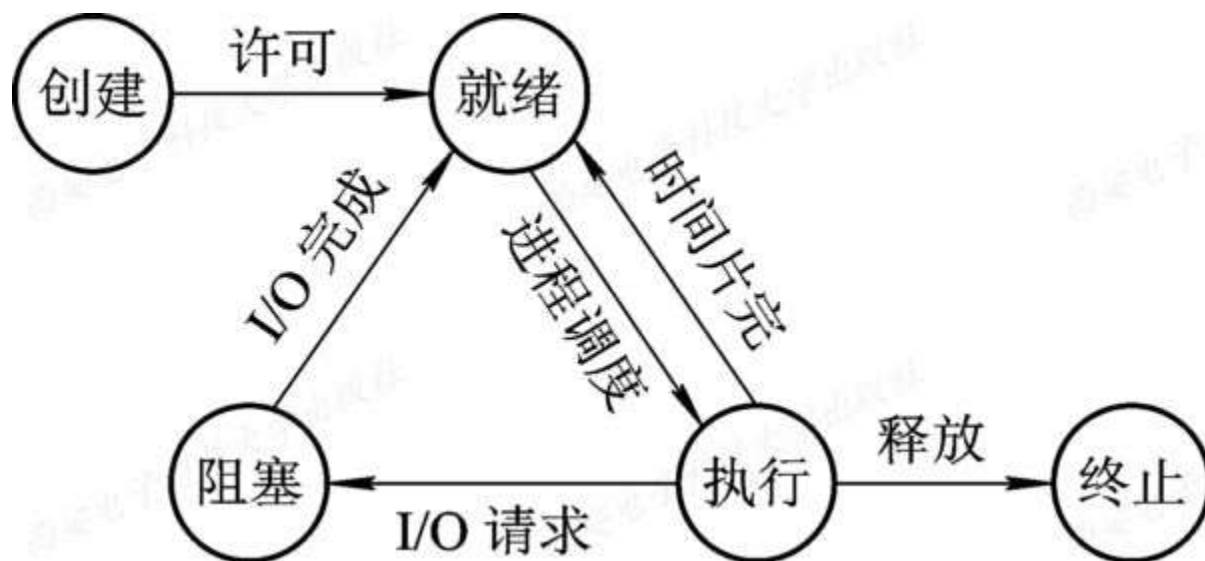 创建
许可
就绪
I/O 完成
进程调度
时间片完
阻塞
I/O 请求
执行
释放
终止